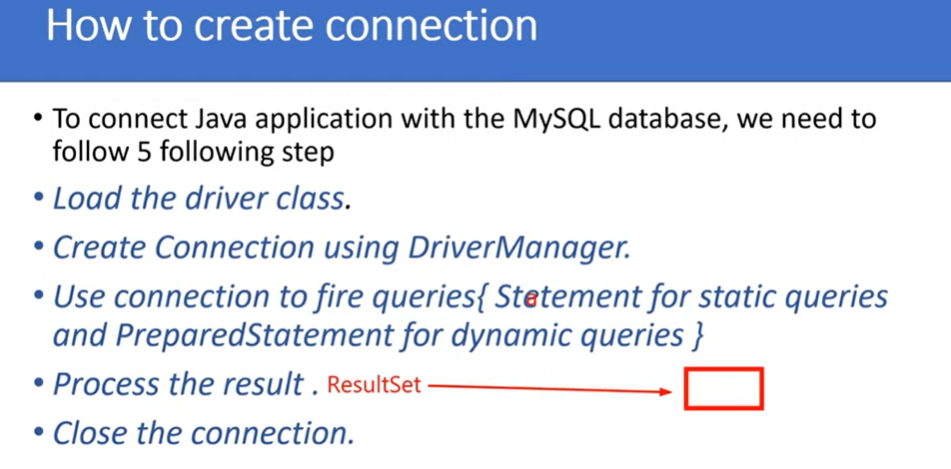 How to create connection
• To connect Java application with the MySQL database, we need to
follow 5 following step
• Load the driver class.
• Create Connection using DriverManager.
• Use connection to fire queries{ Statement for static queries
and PreparedStatement for dynamic queries }
• Process the result . ResultSet
• Close the connection.